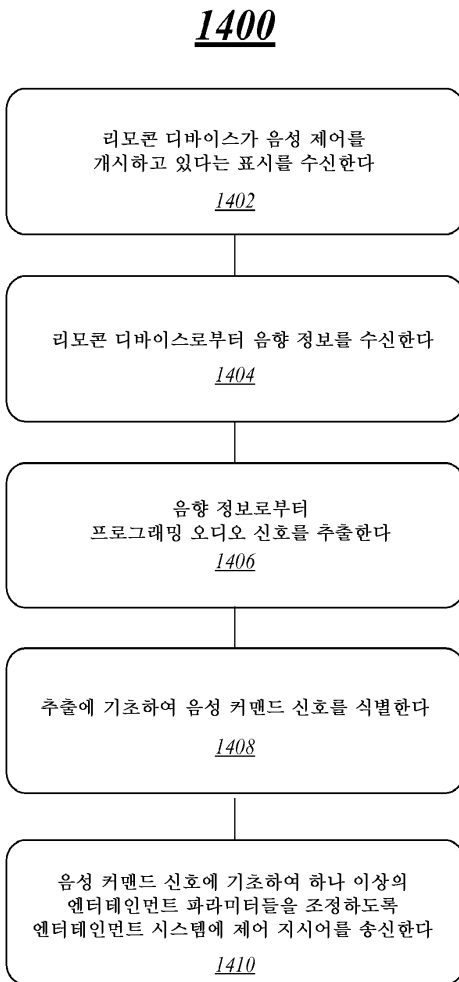 1400
리모콘 디바이스가 음성 제어를
개시하고 있다는 표시를 수신한다
1402
리모콘 디바이스로부터 음향 정보를 수신한다
1404
음향 정보로부터
프로그래밍 오디오 신호를 추출한다
1406
추출에 기초하여 음성 커맨드 신호를 식별한다
1408
음성 커맨드 신호에 기초하여 하나 이상의
엔터테인먼트 파라미터들을 조정하도록
엔터테인먼트 시스템에 제어 지시어를 송신한다
1410